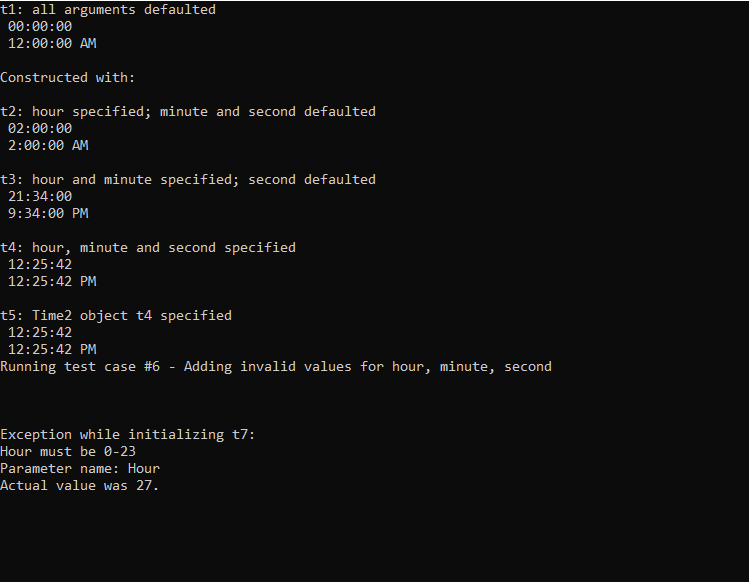 t1: all arguments defaulted
00:00:00
12:00:00 AM
Constructed with:
t2: hour specified; minute and second defaulted
02:00:00
2:00:00 AM
t3: hour and minute specified; second defaulted
21:34:00
9:34:00 PM
t4: hour, minute and second specified
12:25:42
12:25:42 PM
t5: Time2 object t4 specified
12:25:42
12:25:42 PM
Running test case #6 - Adding invalid values for hour, minute, second
Exception while initializing t7:
Hour must be 0-23
Parameter name: Hour
Actual value was 27.